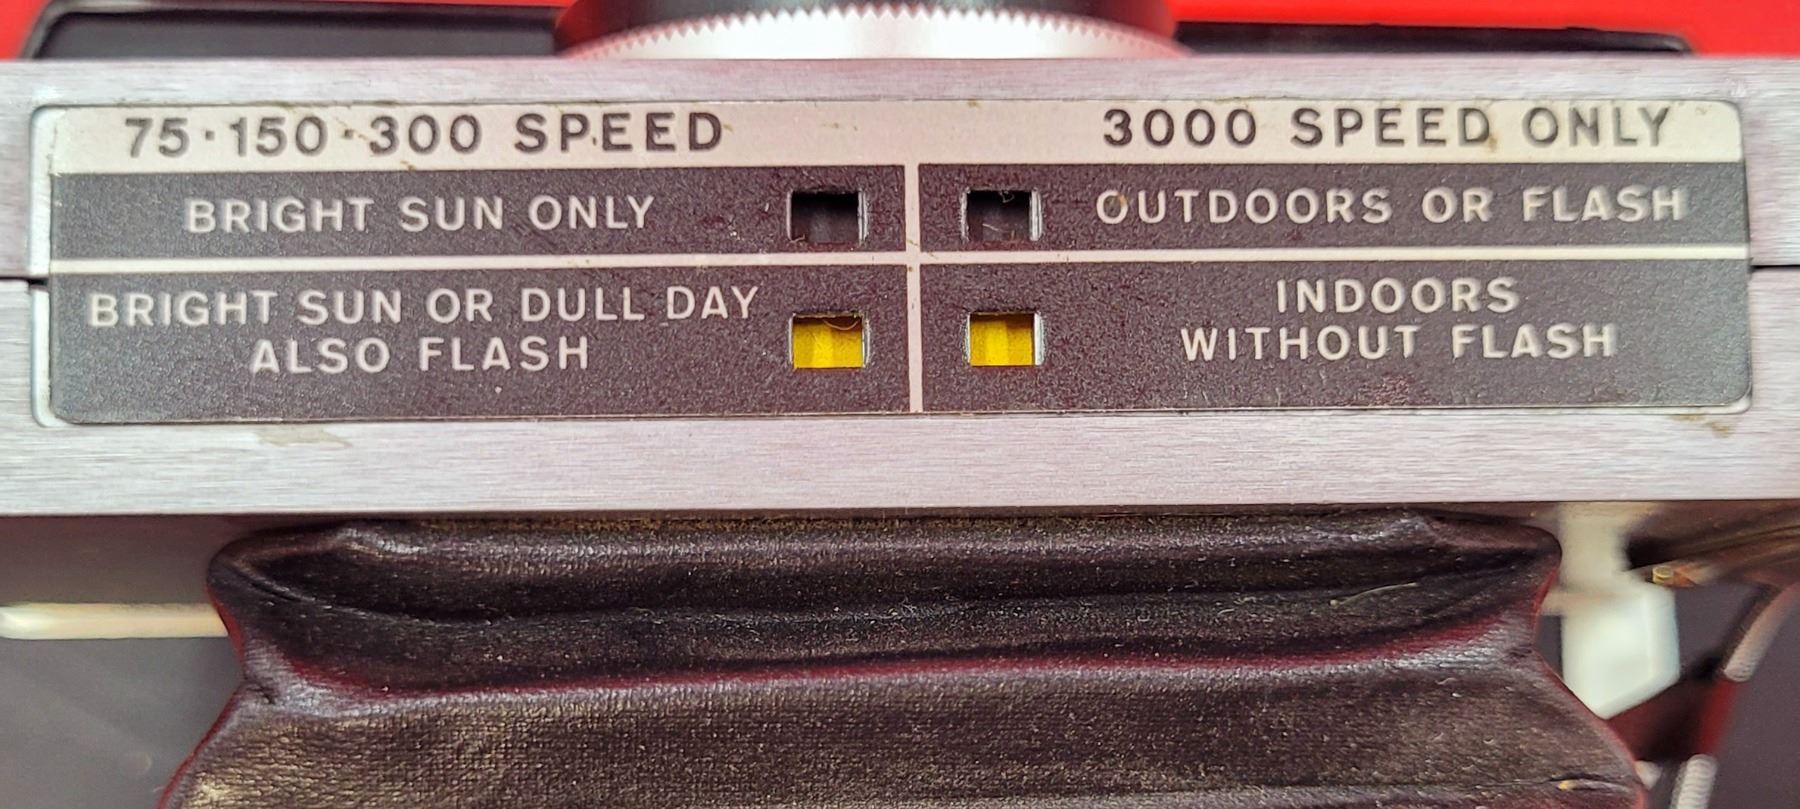 75·150·300 SPEED
BRIGHT SUN ONLY
BRIGHT SUN OR DULL DAY
ALSO FLASH
3000 SPEED ONLY
OUTDOORS OR FLASH
INDOORS
WITHOUT FLASH